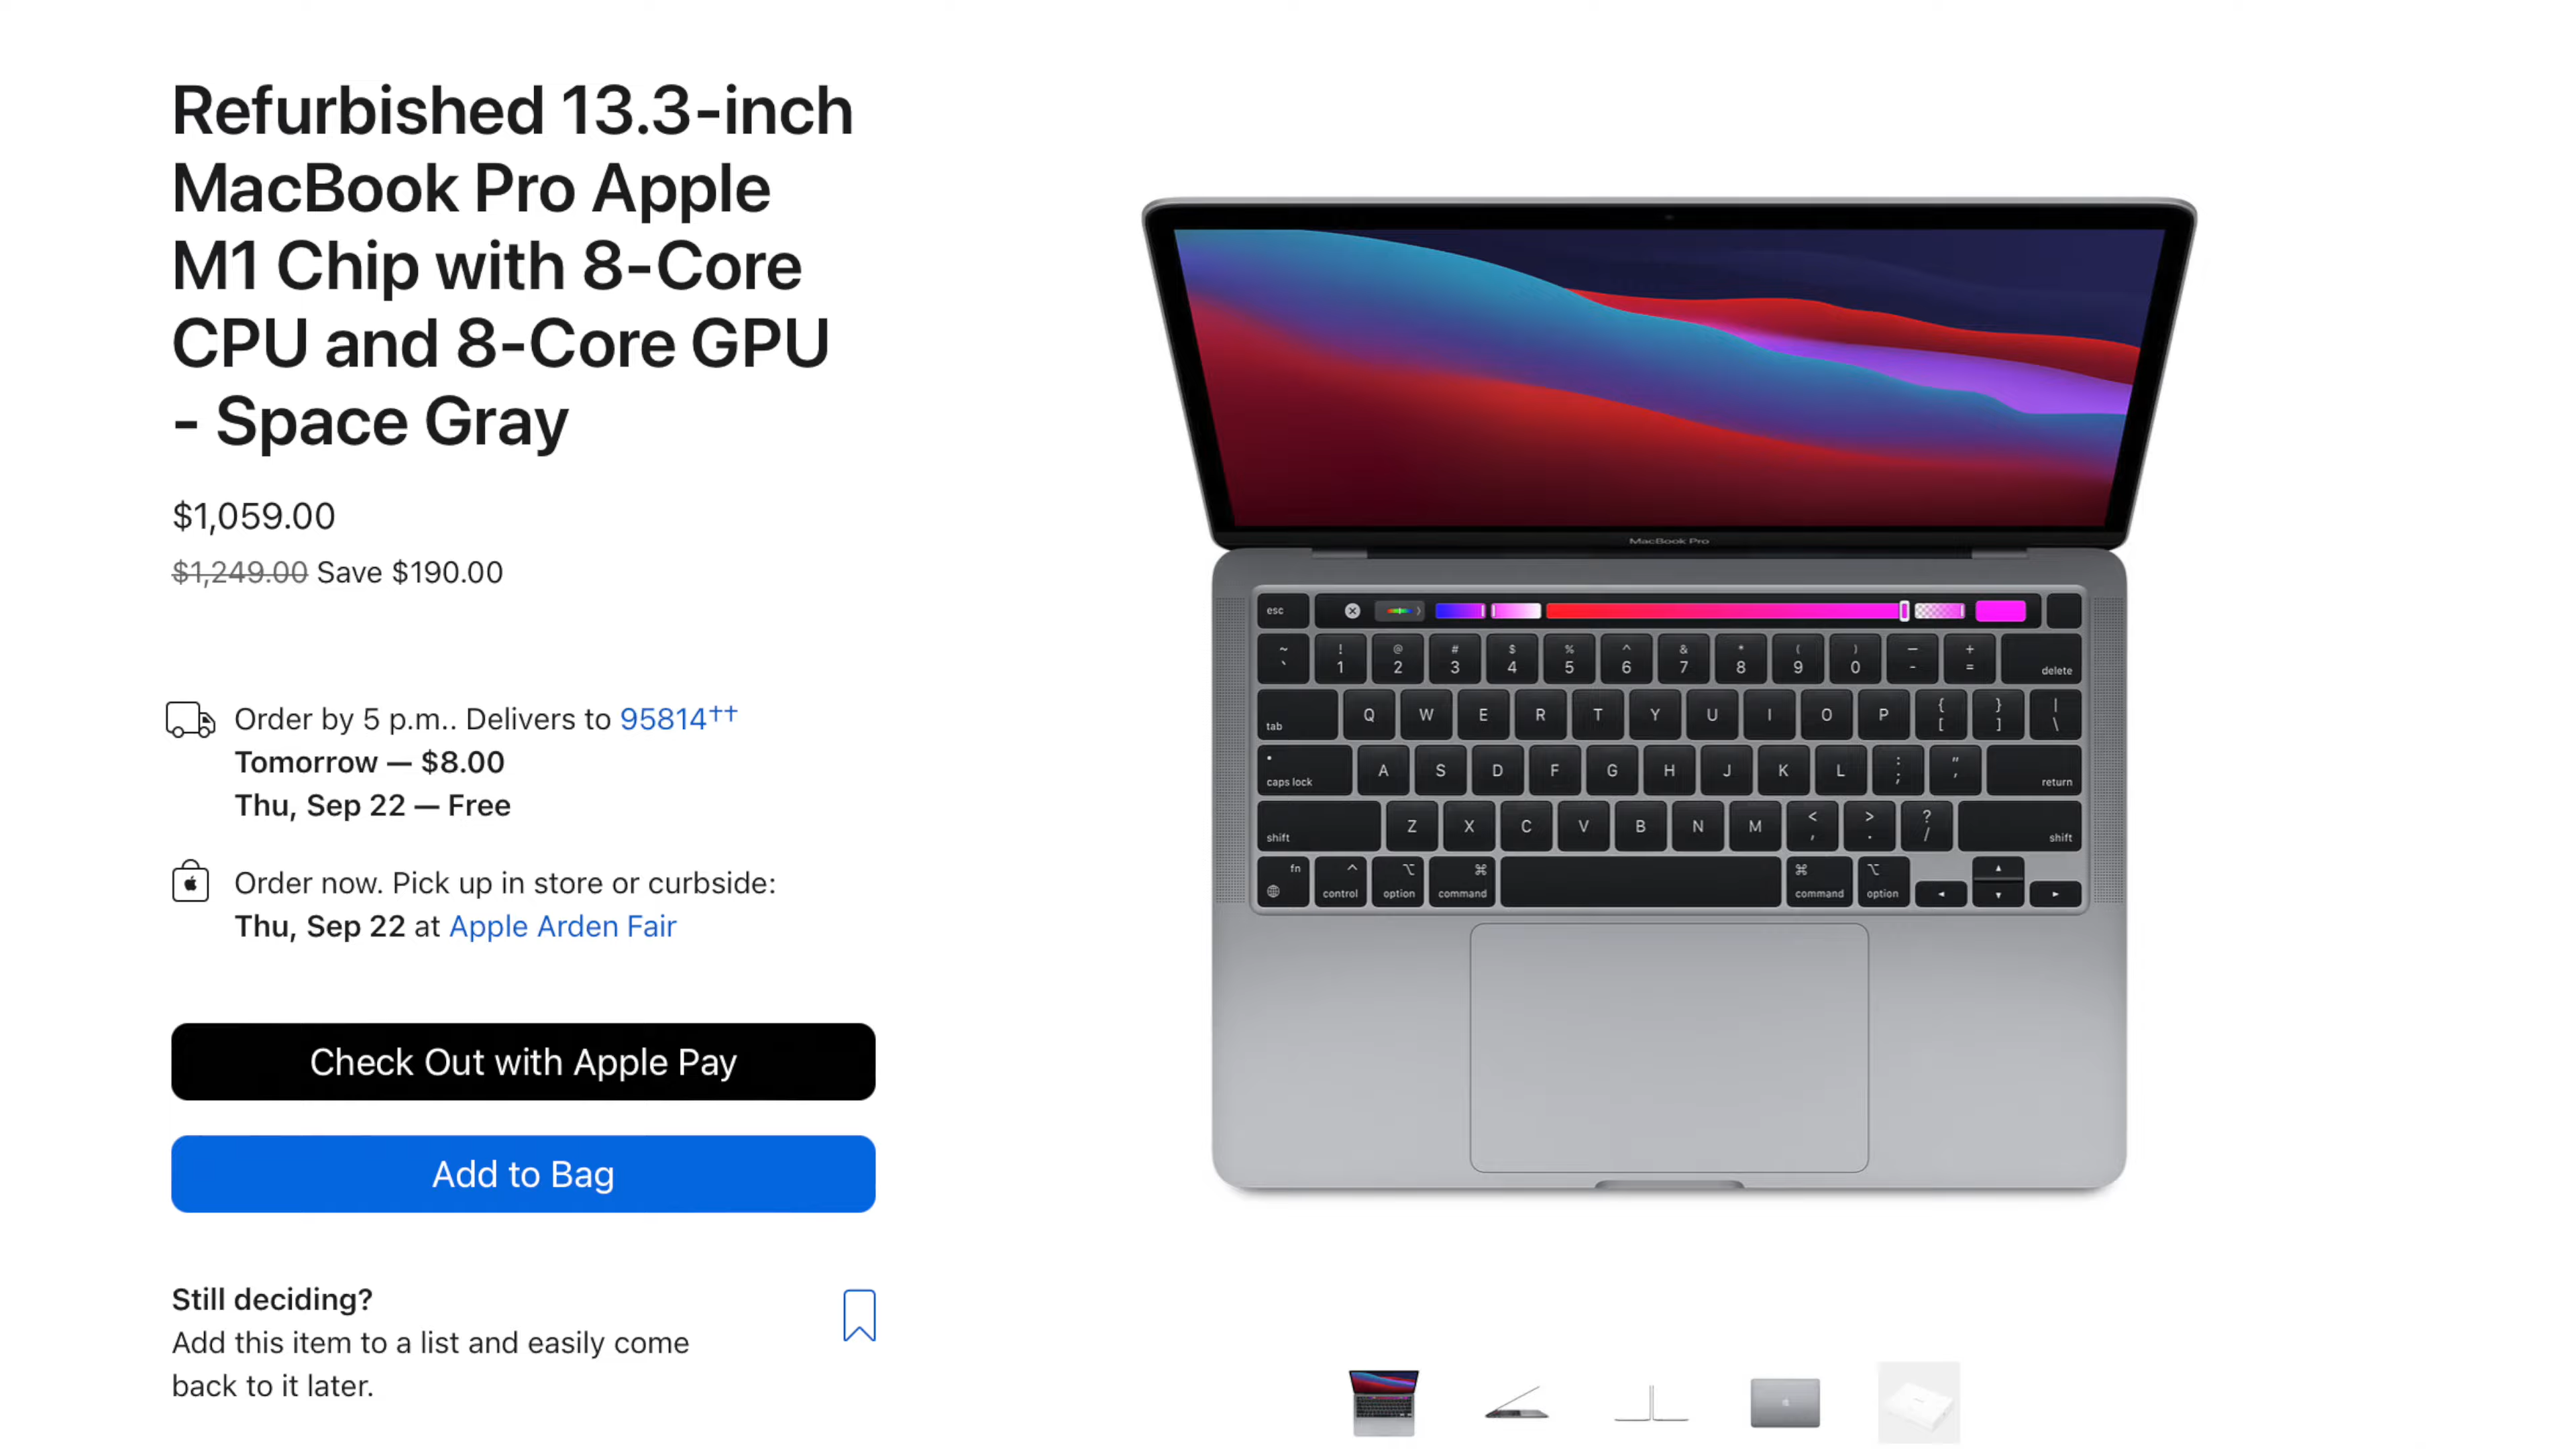 Refurbished 13.3-inch
MacBook Pro Apple
M1 Chip with 8-Core
CPU and 8-Core GPU
- Space Gray
$1,059.00
$1,249.00 Save $190.00
Order by 5 p.m.. Delivers to 95814††
Tomorrow — $8.00
Thu, Sep 22 — Free
Order now. Pick up in store or curbside:
Thu, Sep 22 at Apple Arden Fair
Check Out with Apple Pay
Add to Bag
Still deciding?
Add this item to a list and easily come
back to it later.
MacBook Pro
esc
~ ! @ # $ % ^ & * ( ) — +
` 1 2 3 4 5 6 7 8 9 0 - = delete
tab Q W E R T Y U I O P { [ } ] | \
caps lock A S D F G H J K L : ; " ' return
shift Z X C V B N M < , > . ? / shift
fn ^ ⌥ ⌘ ⌘ ⌥
control option command command option